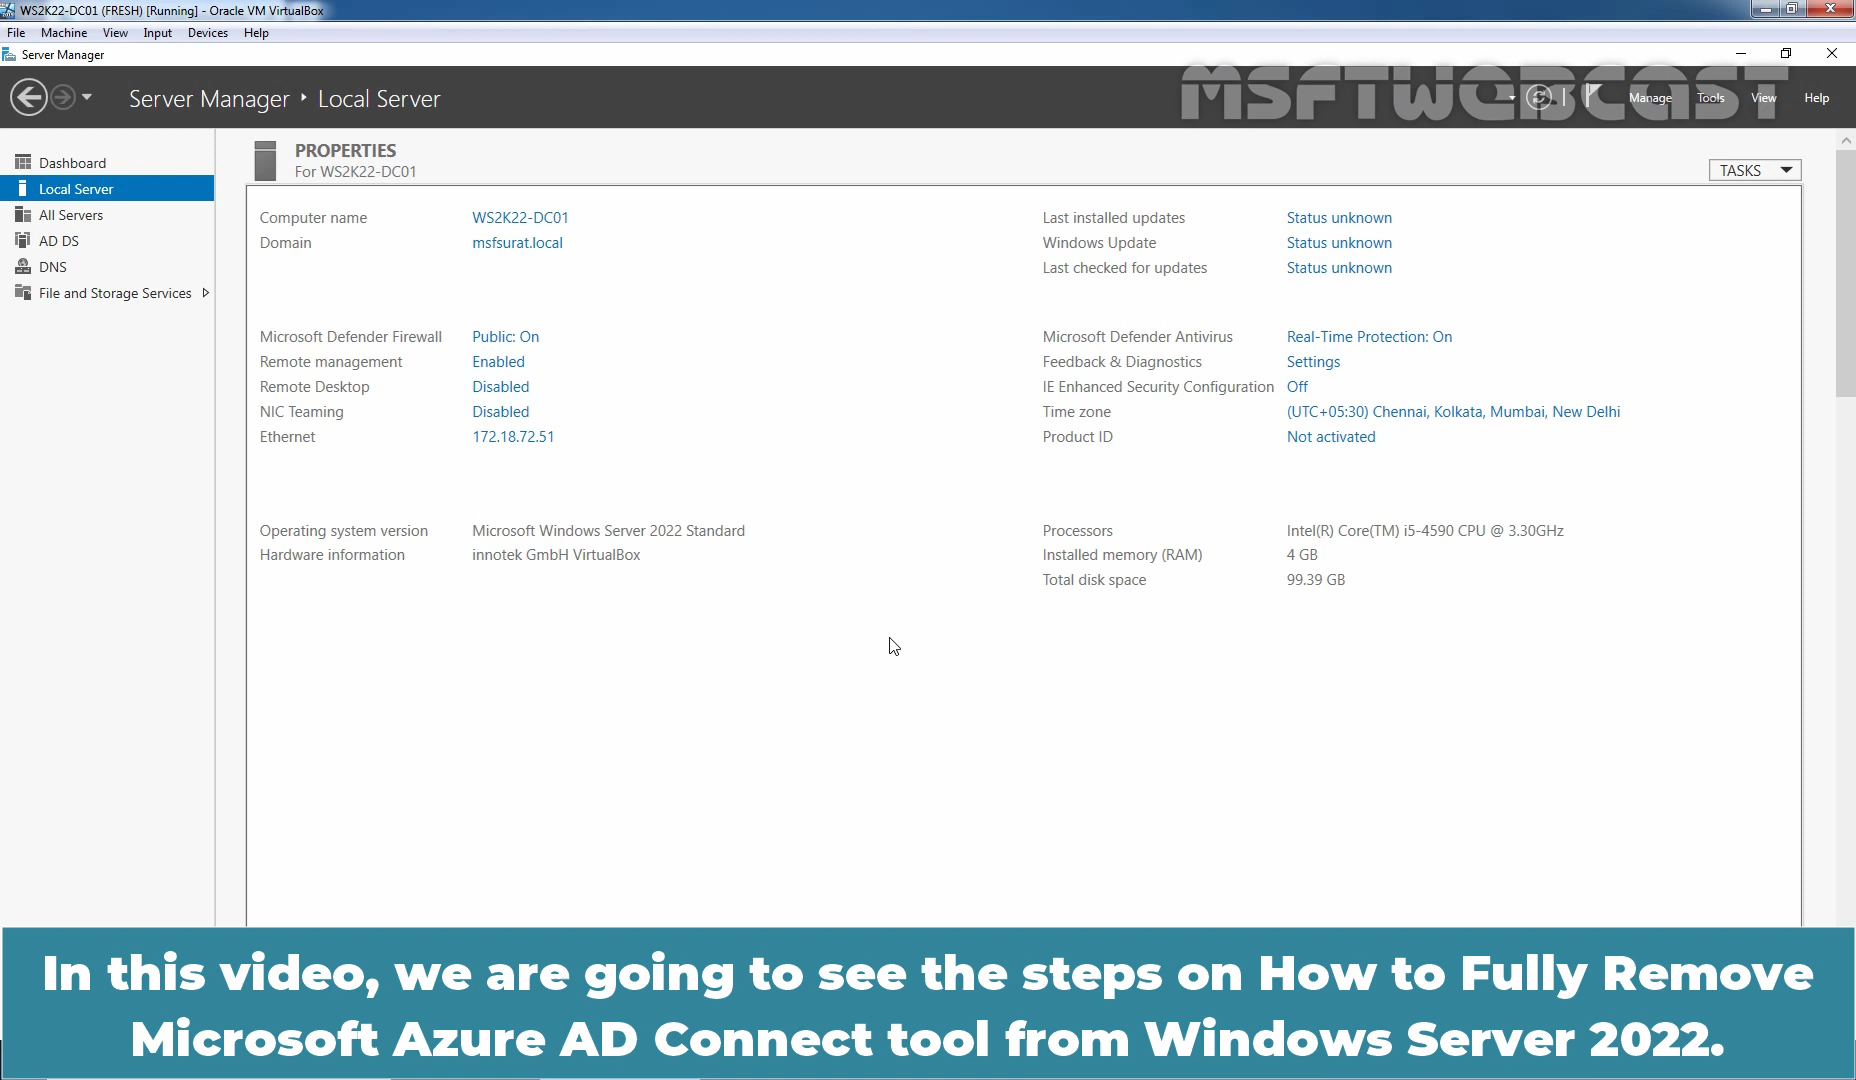 WS2K22-DC01 (FRESH) [Running] - Oracle VM VirtualBox
File Machine View Input Devices Help
Server Manager
Server Manager ‣ Local Server
MSFTWEBCAST
Manage Tools View Help
Dashboard
Local Server
All Servers
AD DS
DNS
File and Storage Services
PROPERTIES
For WS2K22-DC01
TASKS
Computer name WS2K22-DC01
Domain msfsurat.local
Last installed updates Status unknown
Windows Update Status unknown
Last checked for updates Status unknown
Microsoft Defender Firewall Public: On
Remote management Enabled
Remote Desktop Disabled
NIC Teaming Disabled
Ethernet 172.18.72.51
Microsoft Defender Antivirus Real-Time Protection: On
Feedback & Diagnostics Settings
IE Enhanced Security Configuration Off
Time zone (UTC+05:30) Chennai, Kolkata, Mumbai, New Delhi
Product ID Not activated
Operating system version Microsoft Windows Server 2022 Standard
Hardware information innotek GmbH VirtualBox
Processors Intel(R) Core(TM) i5-4590 CPU @ 3.30GHz
Installed memory (RAM) 4 GB
Total disk space 99.39 GB
In this video, we are going to see the steps on How to Fully Remove
Microsoft Azure AD Connect tool from Windows Server 2022.